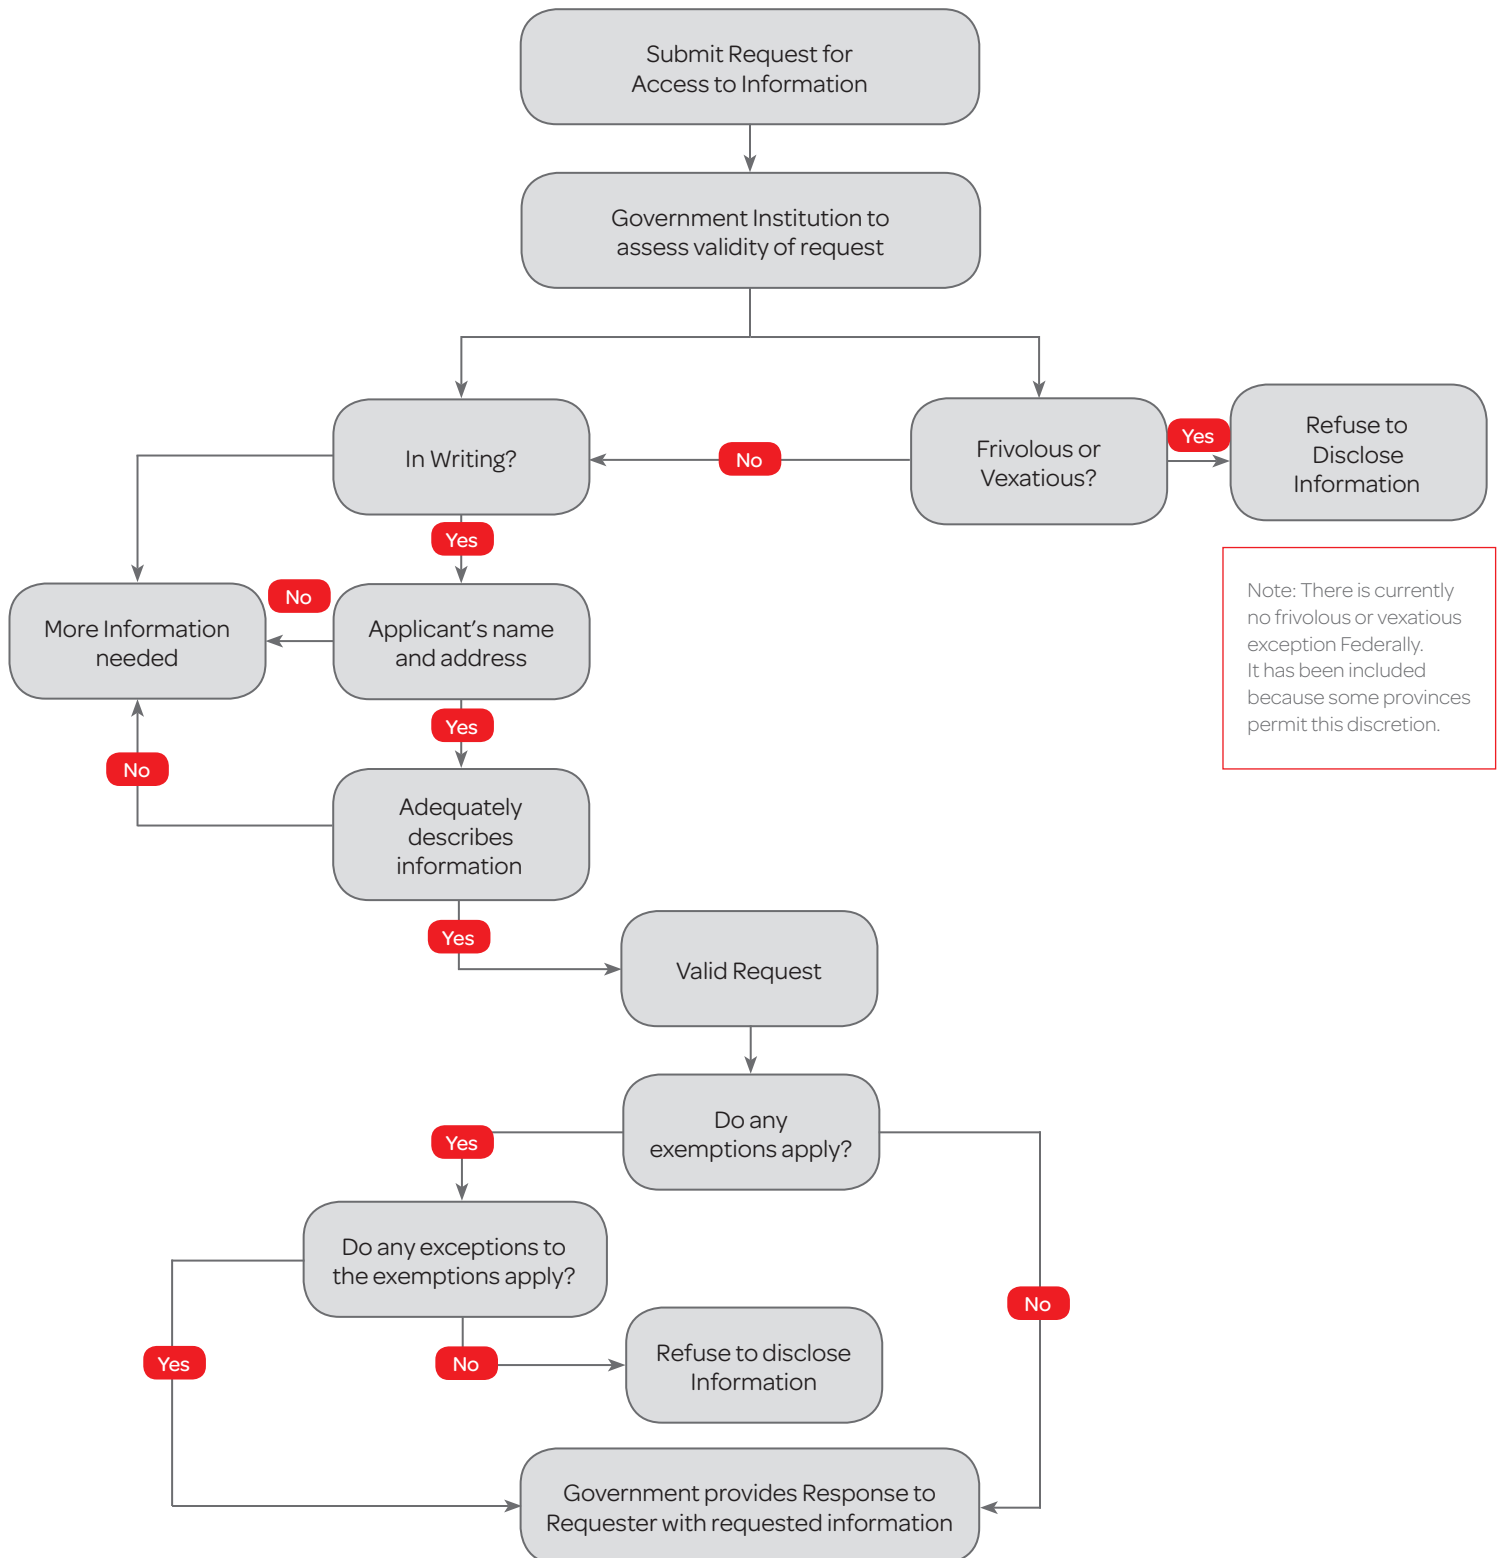 Submit Request for
Access to Information
Government Institution to
assess validity of request
In Writing?
No
Frivolous or
Vexatious?
Yes
Refuse to
Disclose
Information
Yes
Note: There is currently
no frivolous or vexatious
exception Federally.
It has been included
because some provinces
permit this discretion.
More Information
needed
No
Applicant's name
and address
Yes
No
Adequately
describes
information
Yes
Valid Request
Do any
exemptions apply?
Yes
Do any exceptions to
the exemptions apply?
No
Yes
No
Refuse to disclose
Information
Government provides Response to
Requester with requested information